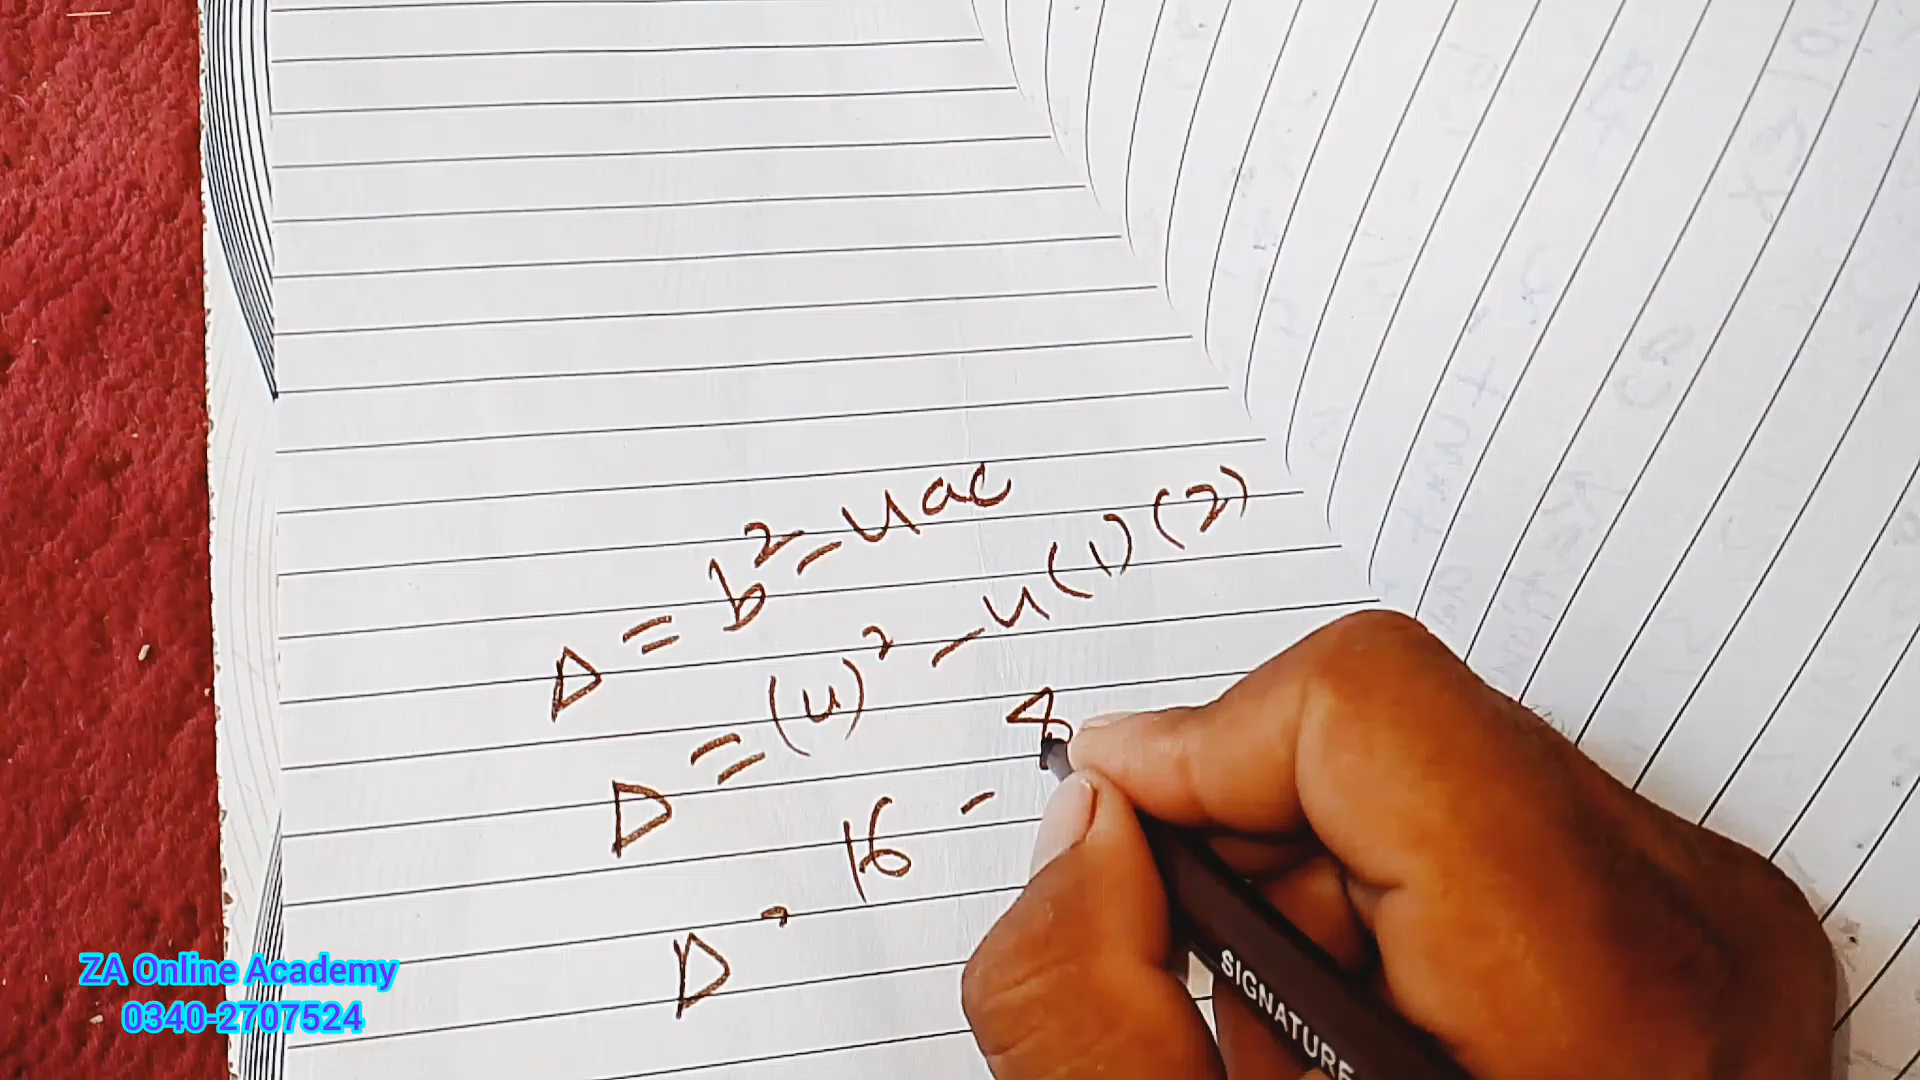 D = b² - 4ac
D = (4)² - 4(1)(2)
D = 16 - 8
SIGNATURE
ZA Online Academy
0340-2707524